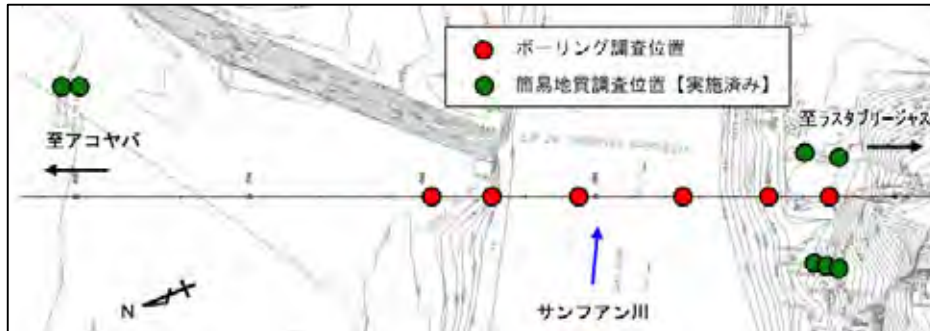 ボーリング調査位置
簡易地質調査位置【実施済み】
至アコヤパ
至ラスタブリージャス
N
サンファン川